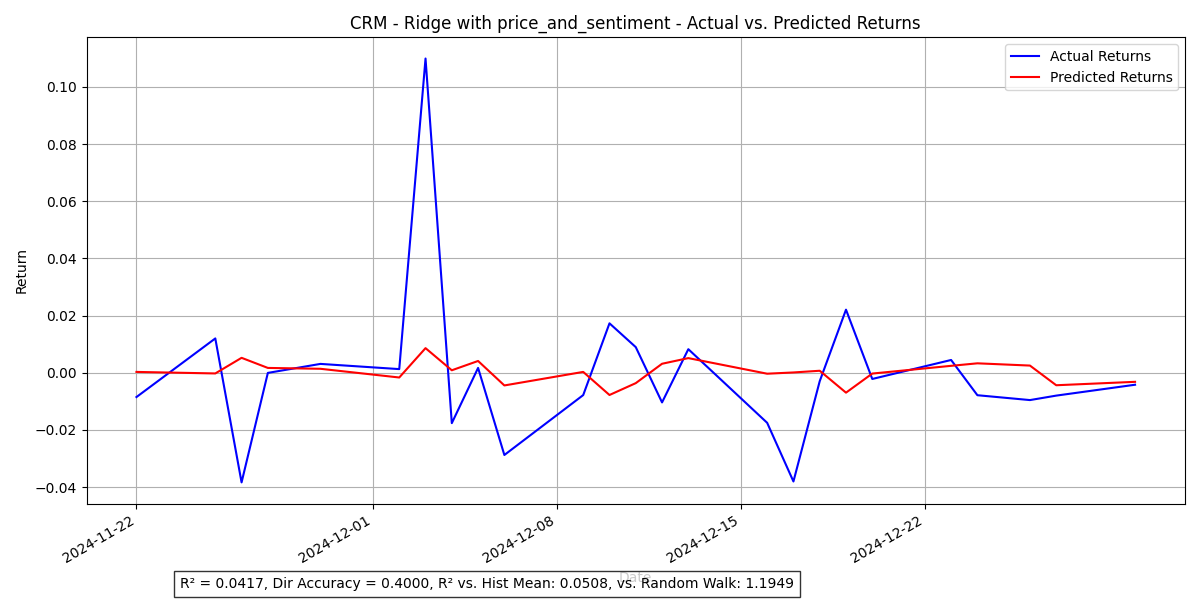 CRM - Ridge with price_and_sentiment - Actual vs. Predicted Returns
Actual Returns
Predicted Returns
Return
0.10
0.08
0.06
0.04
0.02
0.00
−0.02
−0.04
2024-11-22
2024-12-01
2024-12-08
2024-12-15
2024-12-22
Date
R² = 0.0417, Dir Accuracy = 0.4000, R² vs. Hist Mean: 0.0508, vs. Random Walk: 1.1949